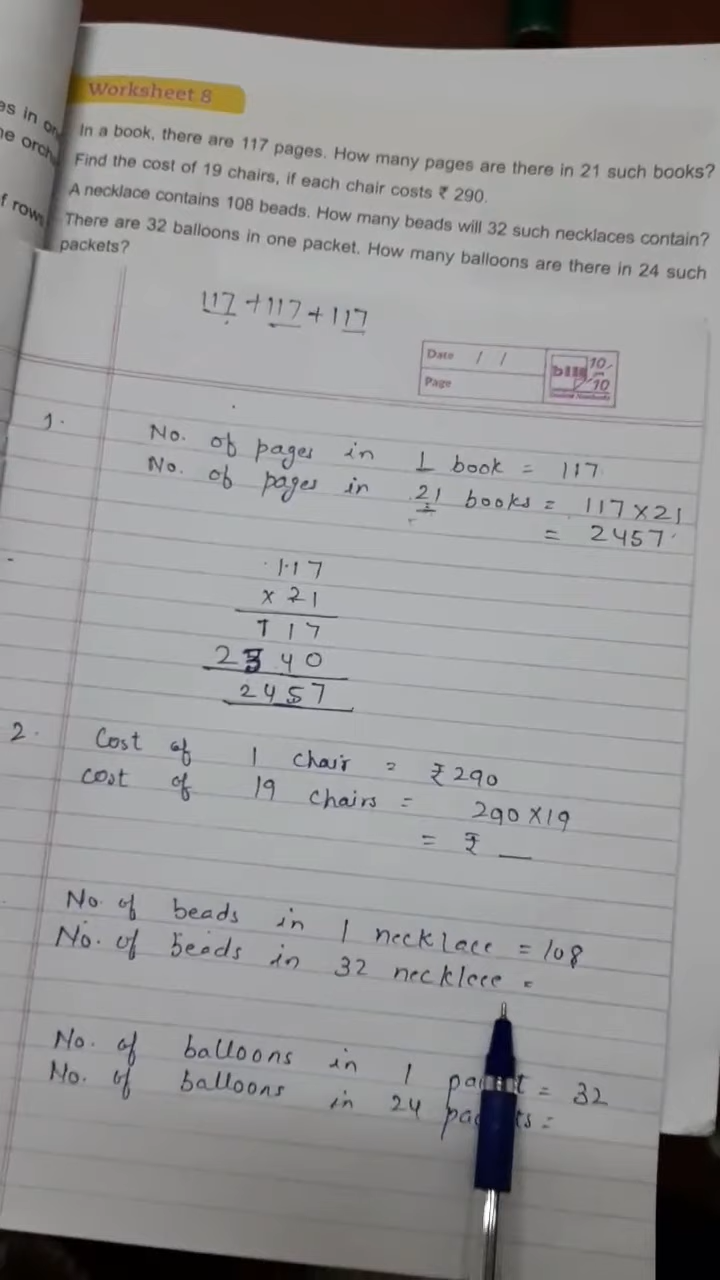 Worksheet 8
In a book, there are 117 pages. How many pages are there in 21 such books?
Find the cost of 19 chairs, if each chair costs ₹ 290.
A necklace contains 108 beads. How many beads will 32 such necklaces contain?
There are 32 balloons in one packet. How many balloons are there in 24 such
packets?
es in
f rows
117 + 117 + 117
Date / /
Page
10
10
1.
No. of pages in 1 book = 117
No. of pages in 21 books = 117 × 21
= 2457
117
× 21
117
2340
2457
2.
Cost of 1 chair = ₹290
cost of 19 chairs = 290 × 19
= ₹ __
No. of beads in 1 necklace = 108
No. of beads in 32 necklece =
No. of balloons in 1 = 32
No. of balloons in 24 =